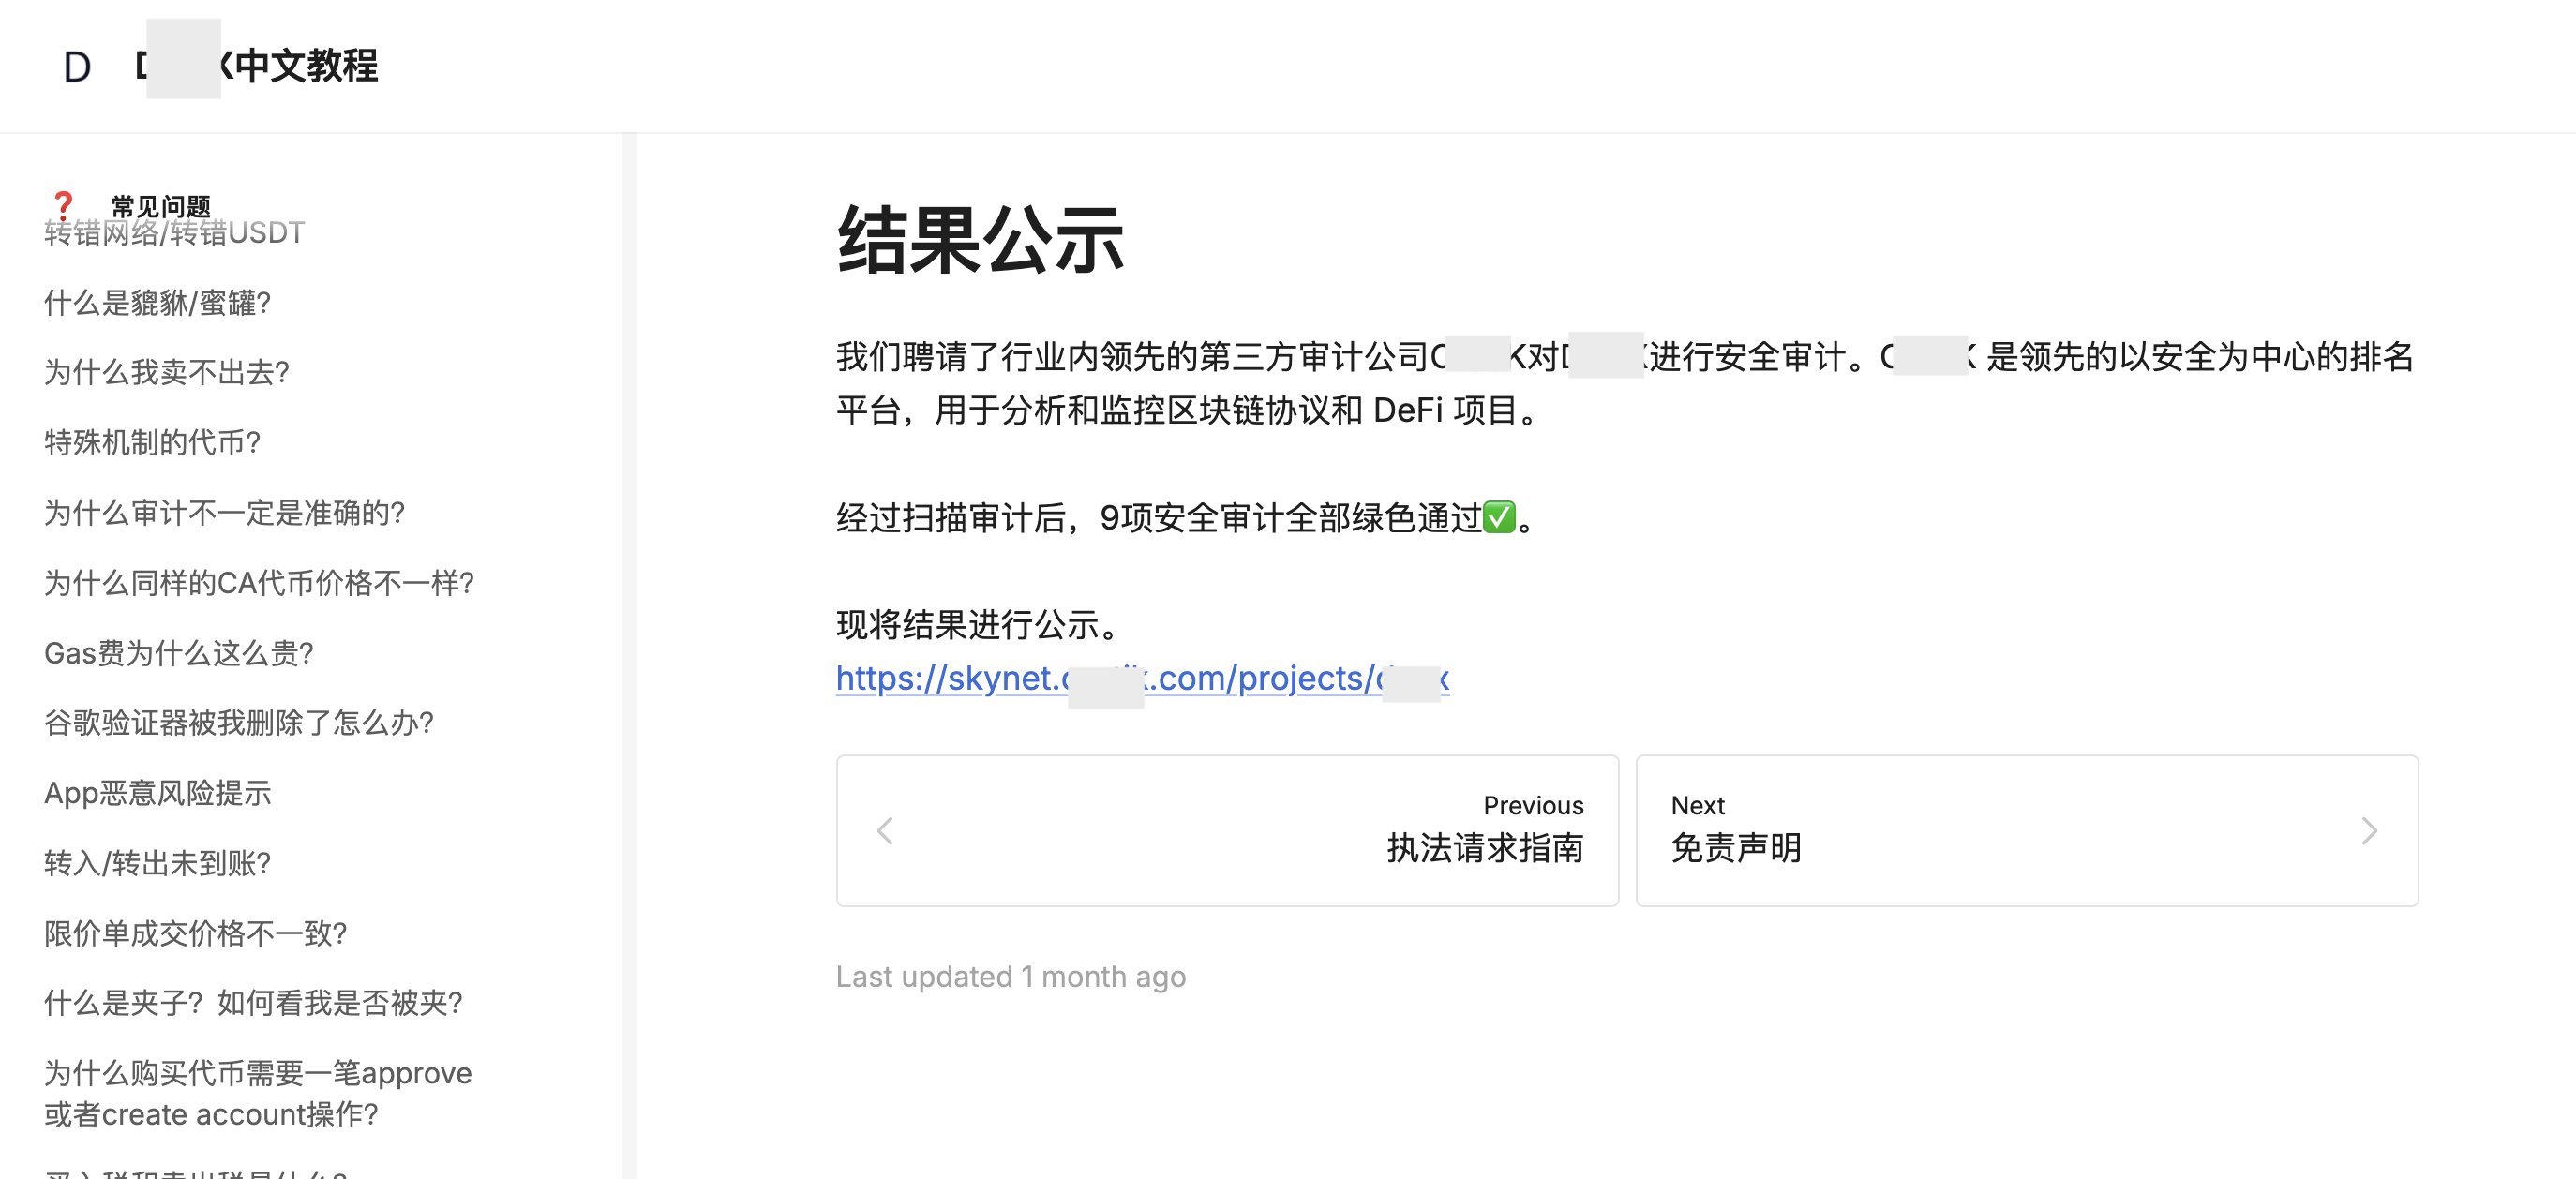 D
中文教程
❓ 常见问题
转错网络/转错USDT
什么是貔貅/蜜罐?
为什么我卖不出去?
特殊机制的代币?
为什么审计不一定是准确的?
为什么同样的CA代币价格不一样?
Gas费为什么这么贵?
谷歌验证器被我删除了怎么办?
App恶意风险提示
转入/转出未到账?
限价单成交价格不一致?
什么是夹子？如何看我是否被夹?
为什么购买代币需要一笔approve
或者create account操作?
买入税和卖出税是什么?
结果公示
我们聘请了行业内领先的第三方审计公司 对 进行安全审计。 是领先的以安全为中心的排名
平台，用于分析和监控区块链协议和 DeFi 项目。
经过扫描审计后，9项安全审计全部绿色通过✅。
现将结果进行公示。
https://skynet. .com/projects/
Previous
执法请求指南
Next
免责声明
Last updated 1 month ago